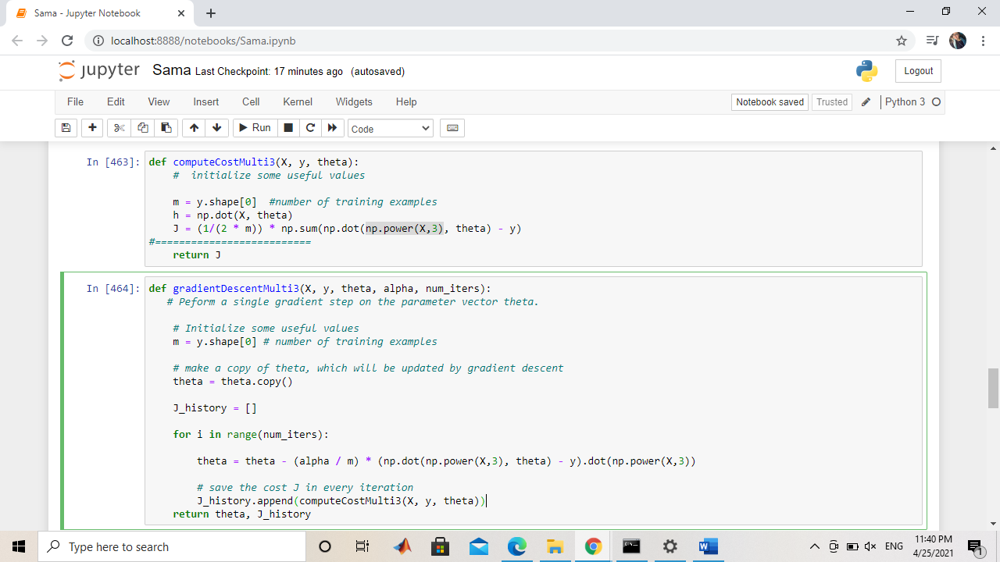 Sama - Jupyter Notebook
localhost:8888/notebooks/Sama.ipynb
jupyter Sama Last Checkpoint: 17 minutes ago (autosaved)
Logout
File Edit View Insert Cell Kernel Widgets Help
Notebook saved Trusted Python 3
Run Code
In [463]: def computeCostMulti3(X, y, theta):
#  initialize some useful values
m = y.shape[0]  #number of training examples
h = np.dot(X, theta)
J = (1/(2 * m)) * np.sum(np.dot(np.power(X,3), theta) - y)
#==========================
return J
In [464]: def gradientDescentMulti3(X, y, theta, alpha, num_iters):
# Peform a single gradient step on the parameter vector theta.
# Initialize some useful values
m = y.shape[0] # number of training examples
# make a copy of theta, which will be updated by gradient descent
theta = theta.copy()
J_history = []
for i in range(num_iters):
theta = theta - (alpha / m) * (np.dot(np.power(X,3), theta) - y).dot(np.power(X,3))
# save the cost J in every iteration
J_history.append(computeCostMulti3(X, y, theta))
return theta, J_history
Type here to search
ENG
11:40 PM
4/25/2021
1